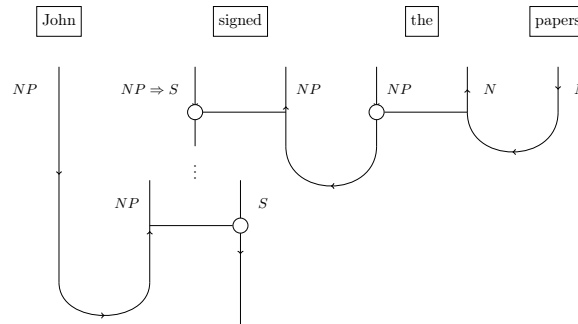 John signed the papers
NP NP ⇒ S NP NP N
⋮
NP S